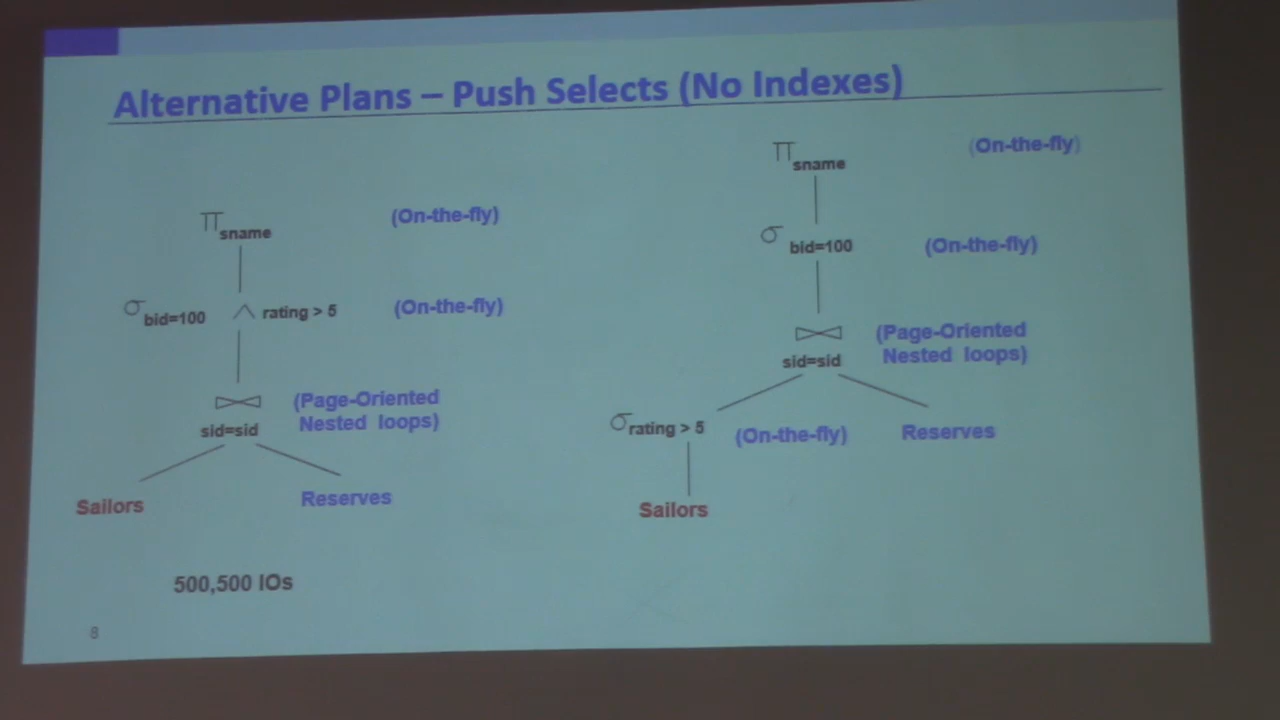 Alternative Plans – Push Selects (No Indexes)
∏ sname (On-the-fly)
σ bid=100 ∧ rating > 5 (On-the-fly)
⋈ sid=sid (Page-Oriented
Nested loops)
Sailors Reserves
500,500 IOs
∏ sname (On-the-fly)
σ bid=100 (On-the-fly)
⋈ sid=sid (Page-Oriented
Nested loops)
σ rating > 5 (On-the-fly) Reserves
Sailors
8